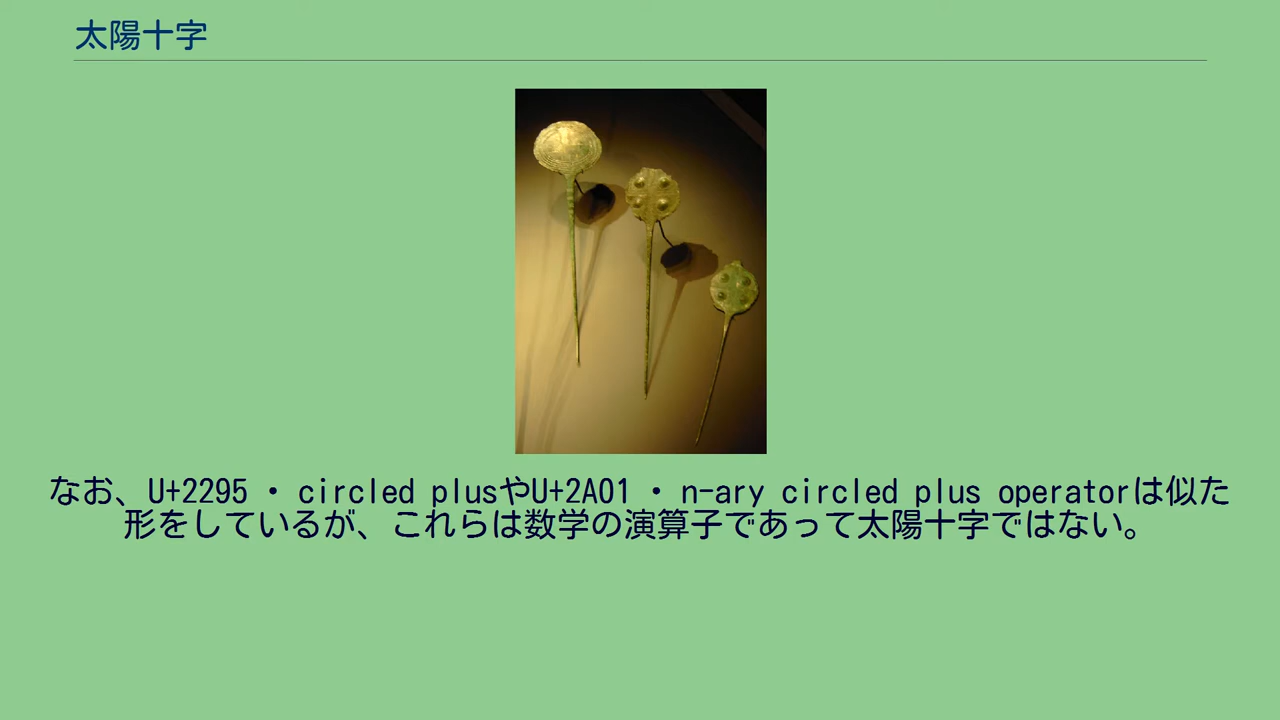 太陽十字
なお、U+2295 · circled plusやU+2A01 · n-ary circled plus operatorは似た
形をしているが、これらは数学の演算子であって太陽十字ではない。